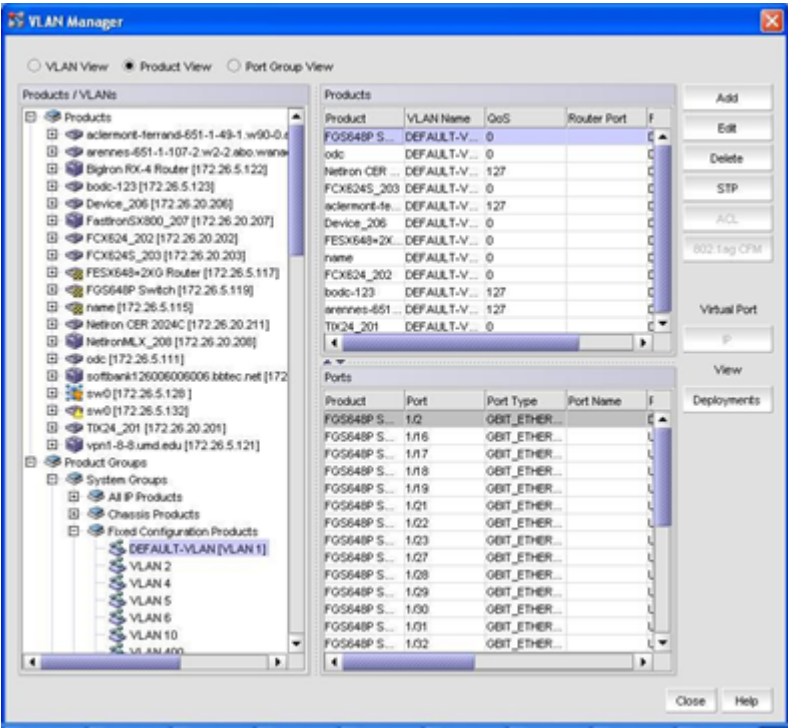 VLAN Manager
VLAN View Product View Port Group View
Products / VLANs
Products
aclermont-ferrand-651-1-49-1.w90-0.
arennes-651-1-107-2.w2-2.abo.wana
BigIron RX-4 Router [172.26.5.122]
bodc-123 [172.26.5.123]
Device_206 [172.26.20.206]
FastIronSX800_207 [172.26.20.207]
FCX624_202 [172.26.20.202]
FCX624S_203 [172.26.20.203]
FESX648+2XG Router [172.26.5.117]
FGS648P Switch [172.26.5.119]
name [172.26.5.115]
NetIron CER 2024C [172.26.20.211]
NetIronMLX_208 [172.26.20.208]
odc [172.26.5.111]
softbank126006006006.bbtec.net [172
sw0 [172.26.5.128 ]
sw0 [172.26.5.132]
TIX24_201 [172.26.20.201]
vpn1-8-8.umd.edu [172.26.5.121]
Product Groups
System Groups
All IP Products
Chassis Products
Fixed Configuration Products
DEFAULT-VLAN [VLAN 1]
VLAN 2
VLAN 4
VLAN 5
VLAN 6
VLAN 10
VLAN 400
Products
Product VLAN Name QoS Router Port
FGS648P S... DEFAULT-V... 0
odc DEFAULT-V... 0
NetIron CER ... DEFAULT-V... 127
FCX624S_203 DEFAULT-V... 0
aclermont-fe... DEFAULT-V... 127
Device_206 DEFAULT-V... 0
FESX648+2X... DEFAULT-V... 0
name DEFAULT-V... 0
FCX624_202 DEFAULT-V... 0
bodc-123 DEFAULT-V... 127
arennes-651... DEFAULT-V... 127
TIX24_201 DEFAULT-V... 0
Ports
Product Port Port Type Port Name
FGS648P S... 1/2 GBIT_ETHER...
FGS648P S... 1/16 GBIT_ETHER...
FGS648P S... 1/17 GBIT_ETHER...
FGS648P S... 1/18 GBIT_ETHER...
FGS648P S... 1/19 GBIT_ETHER...
FGS648P S... 1/21 GBIT_ETHER...
FGS648P S... 1/22 GBIT_ETHER...
FGS648P S... 1/23 GBIT_ETHER...
FGS648P S... 1/27 GBIT_ETHER...
FGS648P S... 1/28 GBIT_ETHER...
FGS648P S... 1/29 GBIT_ETHER...
FGS648P S... 1/30 GBIT_ETHER...
FGS648P S... 1/31 GBIT_ETHER...
FGS648P S... 1/32 GBIT_ETHER...
Add
Edit
Delete
STP
ACL
802.1ag CFM
Virtual Port
IP
View
Deployments
Close Help